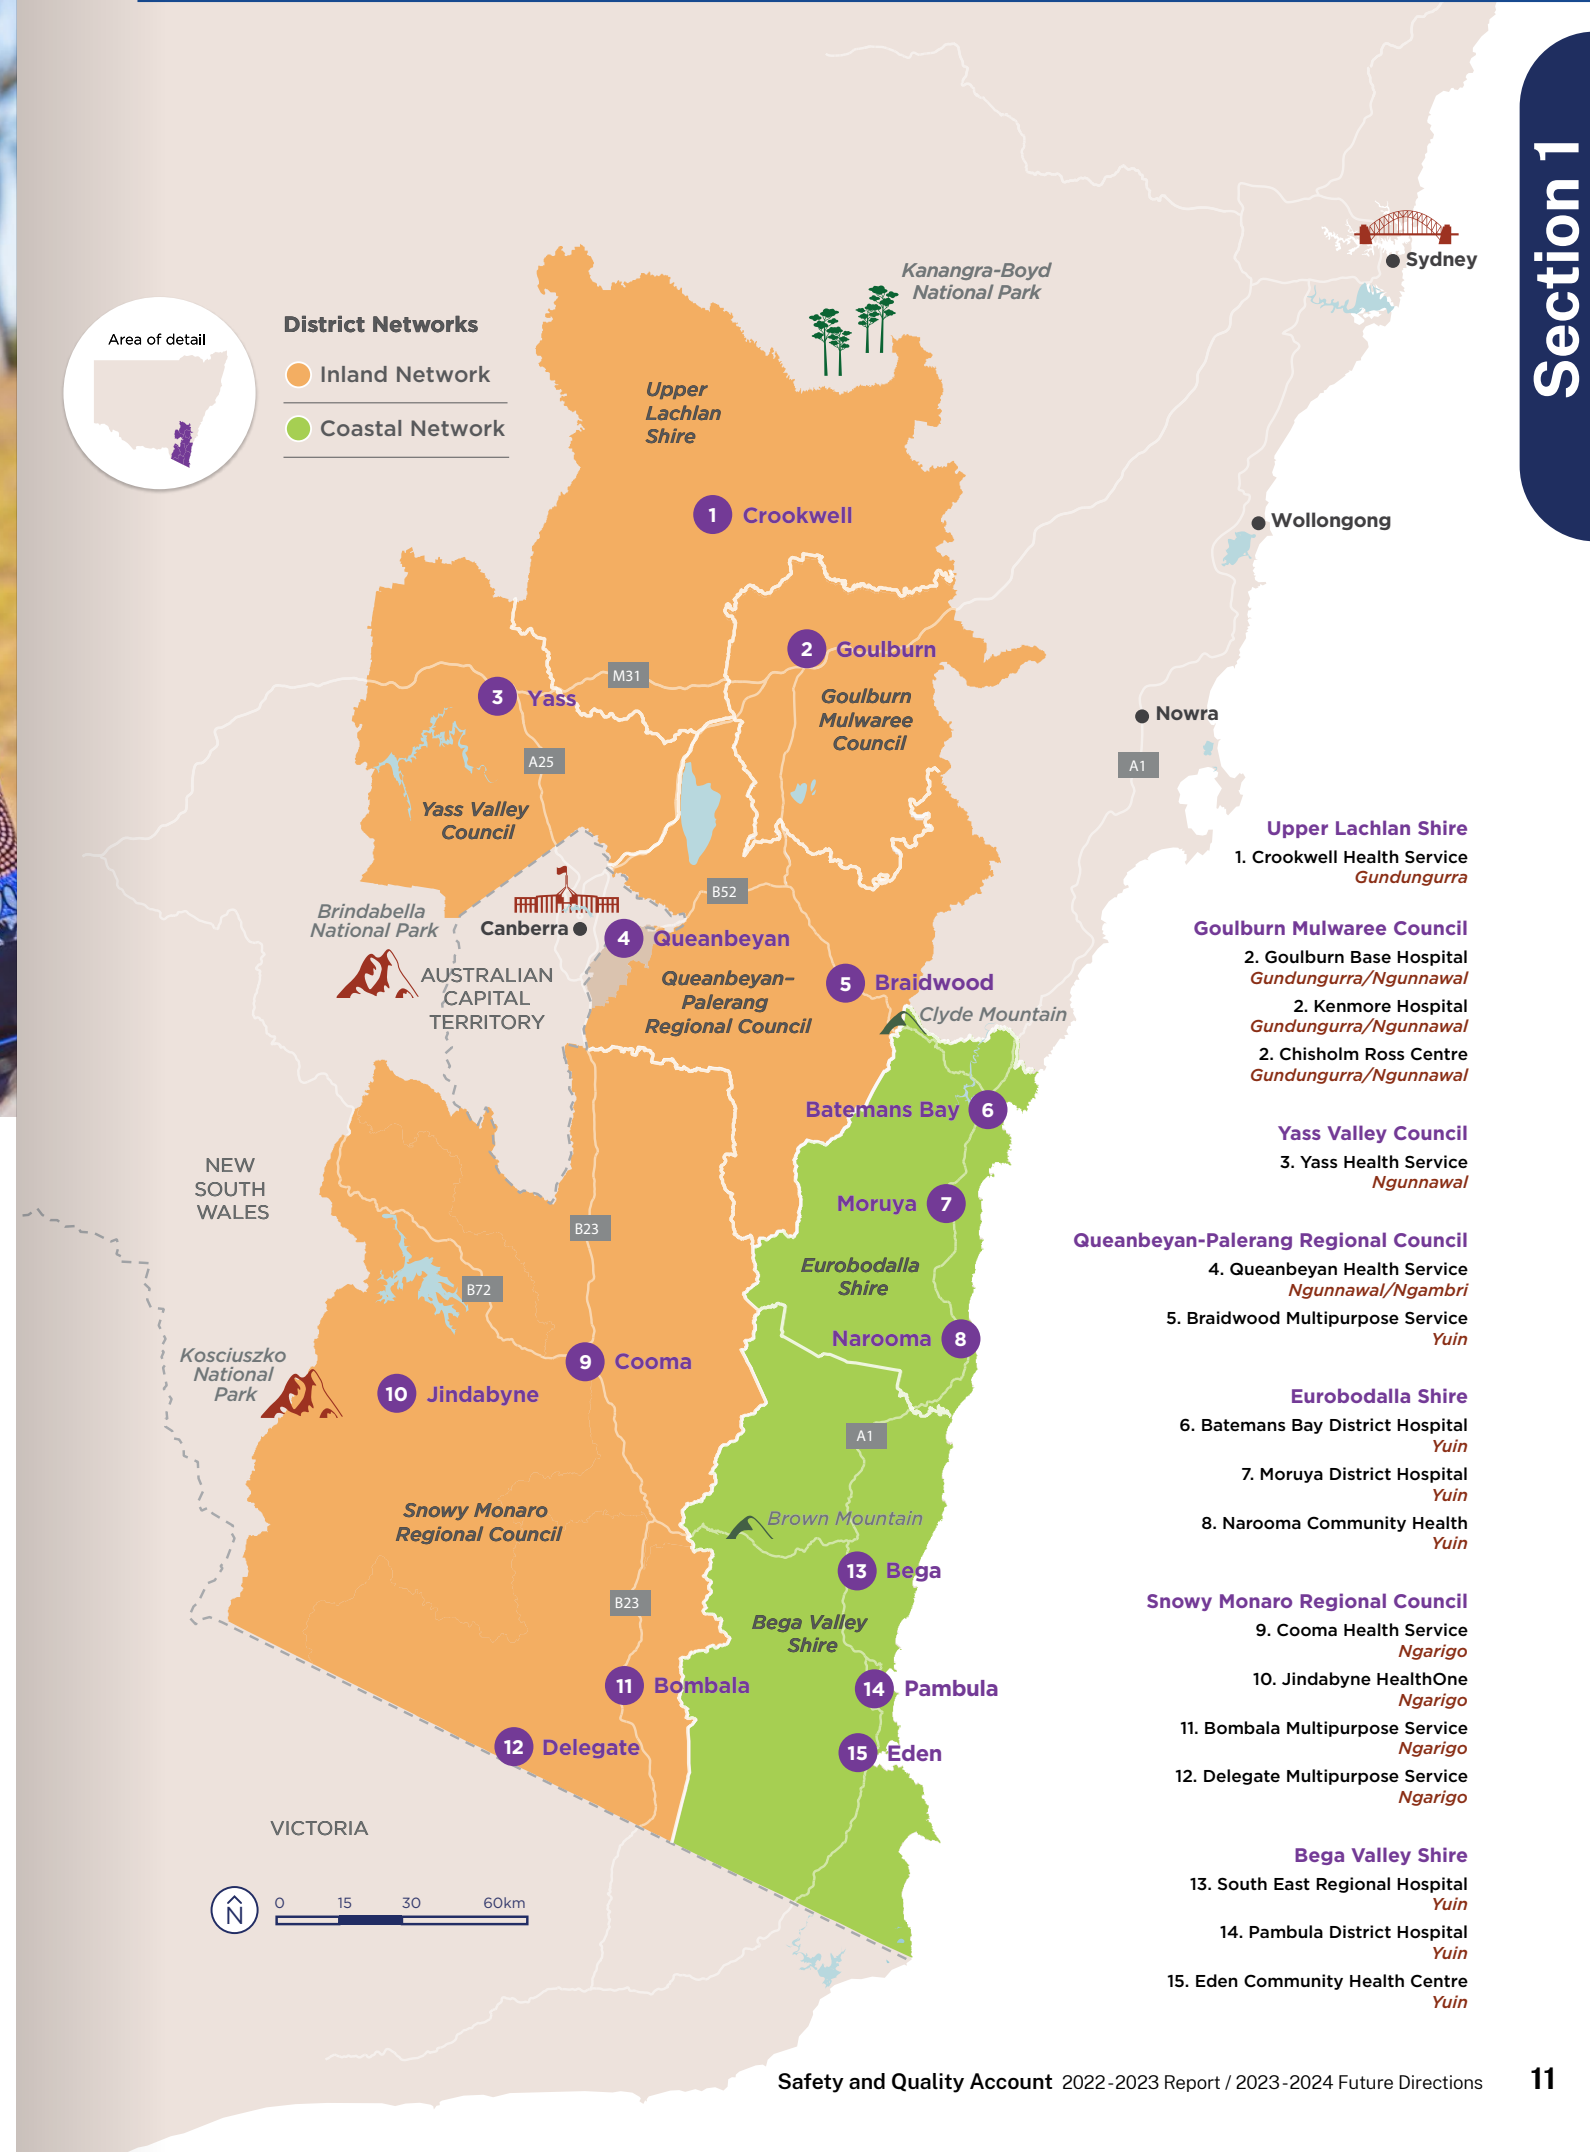 Section 1
Sydney
Kanangra-Boyd
National Park
Area of detail
District Networks
Inland Network
Coastal Network
Upper
Lachlan
Shire
1 Crookwell
Wollongong
2 Goulburn
M31
3 Yass
Goulburn
Mulwaree
Council
Nowra
A25
A1
Yass Valley
Council
B52
Brindabella
National Park
Canberra
4 Queanbeyan
AUSTRALIAN
CAPITAL
TERRITORY
Queanbeyan-
Palerang
Regional Council
5 Braidwood
Clyde Mountain
Batemans Bay 6
NEW
SOUTH
WALES
Moruya 7
B23
Eurobodalla
Shire
B72
Narooma 8
Kosciuszko
National
Park
9 Cooma
10 Jindabyne
A1
Snowy Monaro
Regional Council
Brown Mountain
13 Bega
B23
Bega Valley
Shire
11 Bombala
14 Pambula
12 Delegate
15 Eden
VICTORIA
N
0 15 30 60km
Upper Lachlan Shire
1. Crookwell Health Service
Gundungurra
Goulburn Mulwaree Council
2. Goulburn Base Hospital
Gundungurra/Ngunnawal
2. Kenmore Hospital
Gundungurra/Ngunnawal
2. Chisholm Ross Centre
Gundungurra/Ngunnawal
Yass Valley Council
3. Yass Health Service
Ngunnawal
Queanbeyan-Palerang Regional Council
4. Queanbeyan Health Service
Ngunnawal/Ngambri
5. Braidwood Multipurpose Service
Yuin
Eurobodalla Shire
6. Batemans Bay District Hospital
Yuin
7. Moruya District Hospital
Yuin
8. Narooma Community Health
Yuin
Snowy Monaro Regional Council
9. Cooma Health Service
Ngarigo
10. Jindabyne HealthOne
Ngarigo
11. Bombala Multipurpose Service
Ngarigo
12. Delegate Multipurpose Service
Ngarigo
Bega Valley Shire
13. South East Regional Hospital
Yuin
14. Pambula District Hospital
Yuin
15. Eden Community Health Centre
Yuin
Safety and Quality Account 2022-2023 Report / 2023-2024 Future Directions 11